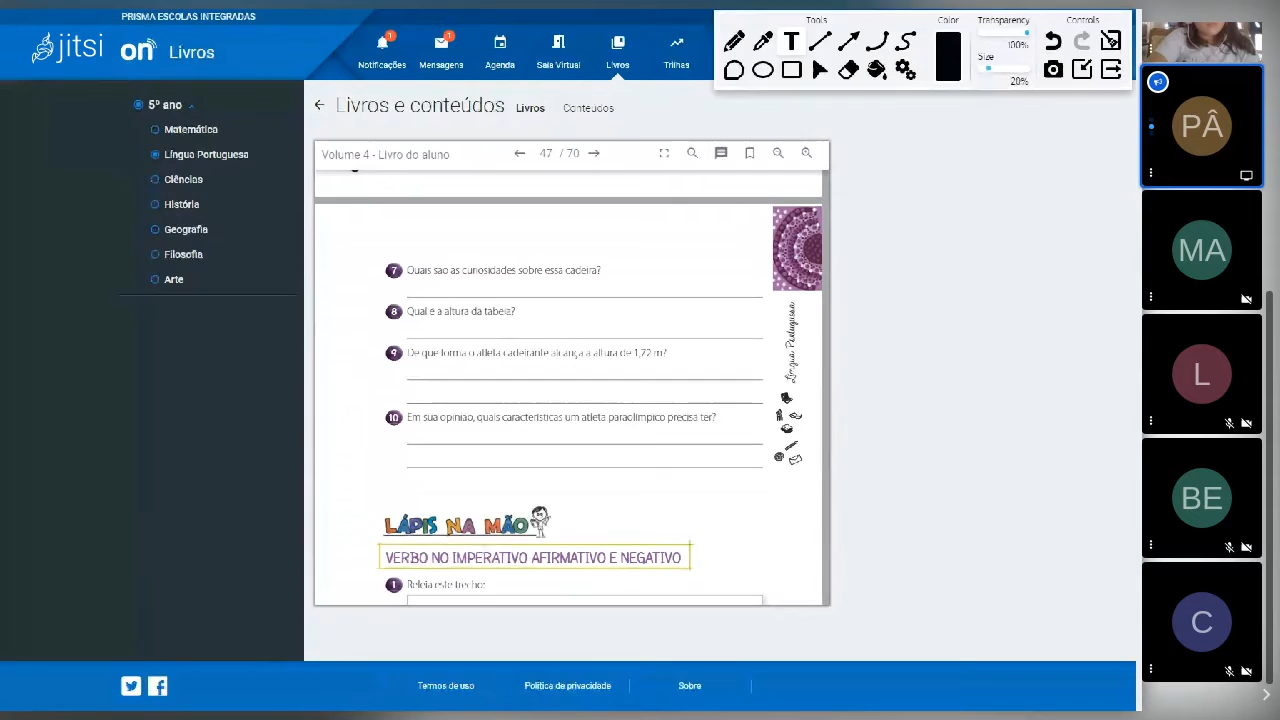 PRISMA ESCOLAS INTEGRADAS
jitsi
on
Livros
1
1
Notificações
Mensagens
Agenda
Sala Virtual
Livros
Trilhas
Tools
Color
Transparency
Controls
T
100%
Size
20%
5º ano
Matemática
Língua Portuguesa
Ciências
História
Geografia
Filosofia
Arte
Livros e conteúdos
Livros
Conteúdos
Volume 4 - Livro do aluno
47 / 70
7 Quais são as curiosidades sobre essa cadeira?
8 Qual é a altura da tabela?
9 De que forma o atleta cadeirante alcança a altura de 1,72 m?
10 Em sua opinião, quais características um atleta paraolímpico precisa ter?
Língua Portuguesa
LÁPIS NA MÃO
VERBO NO IMPERATIVO AFIRMATIVO E NEGATIVO
1 Releia este trecho:
PÂ
MA
L
BE
C
Termos de uso
Política de privacidade
Sobre